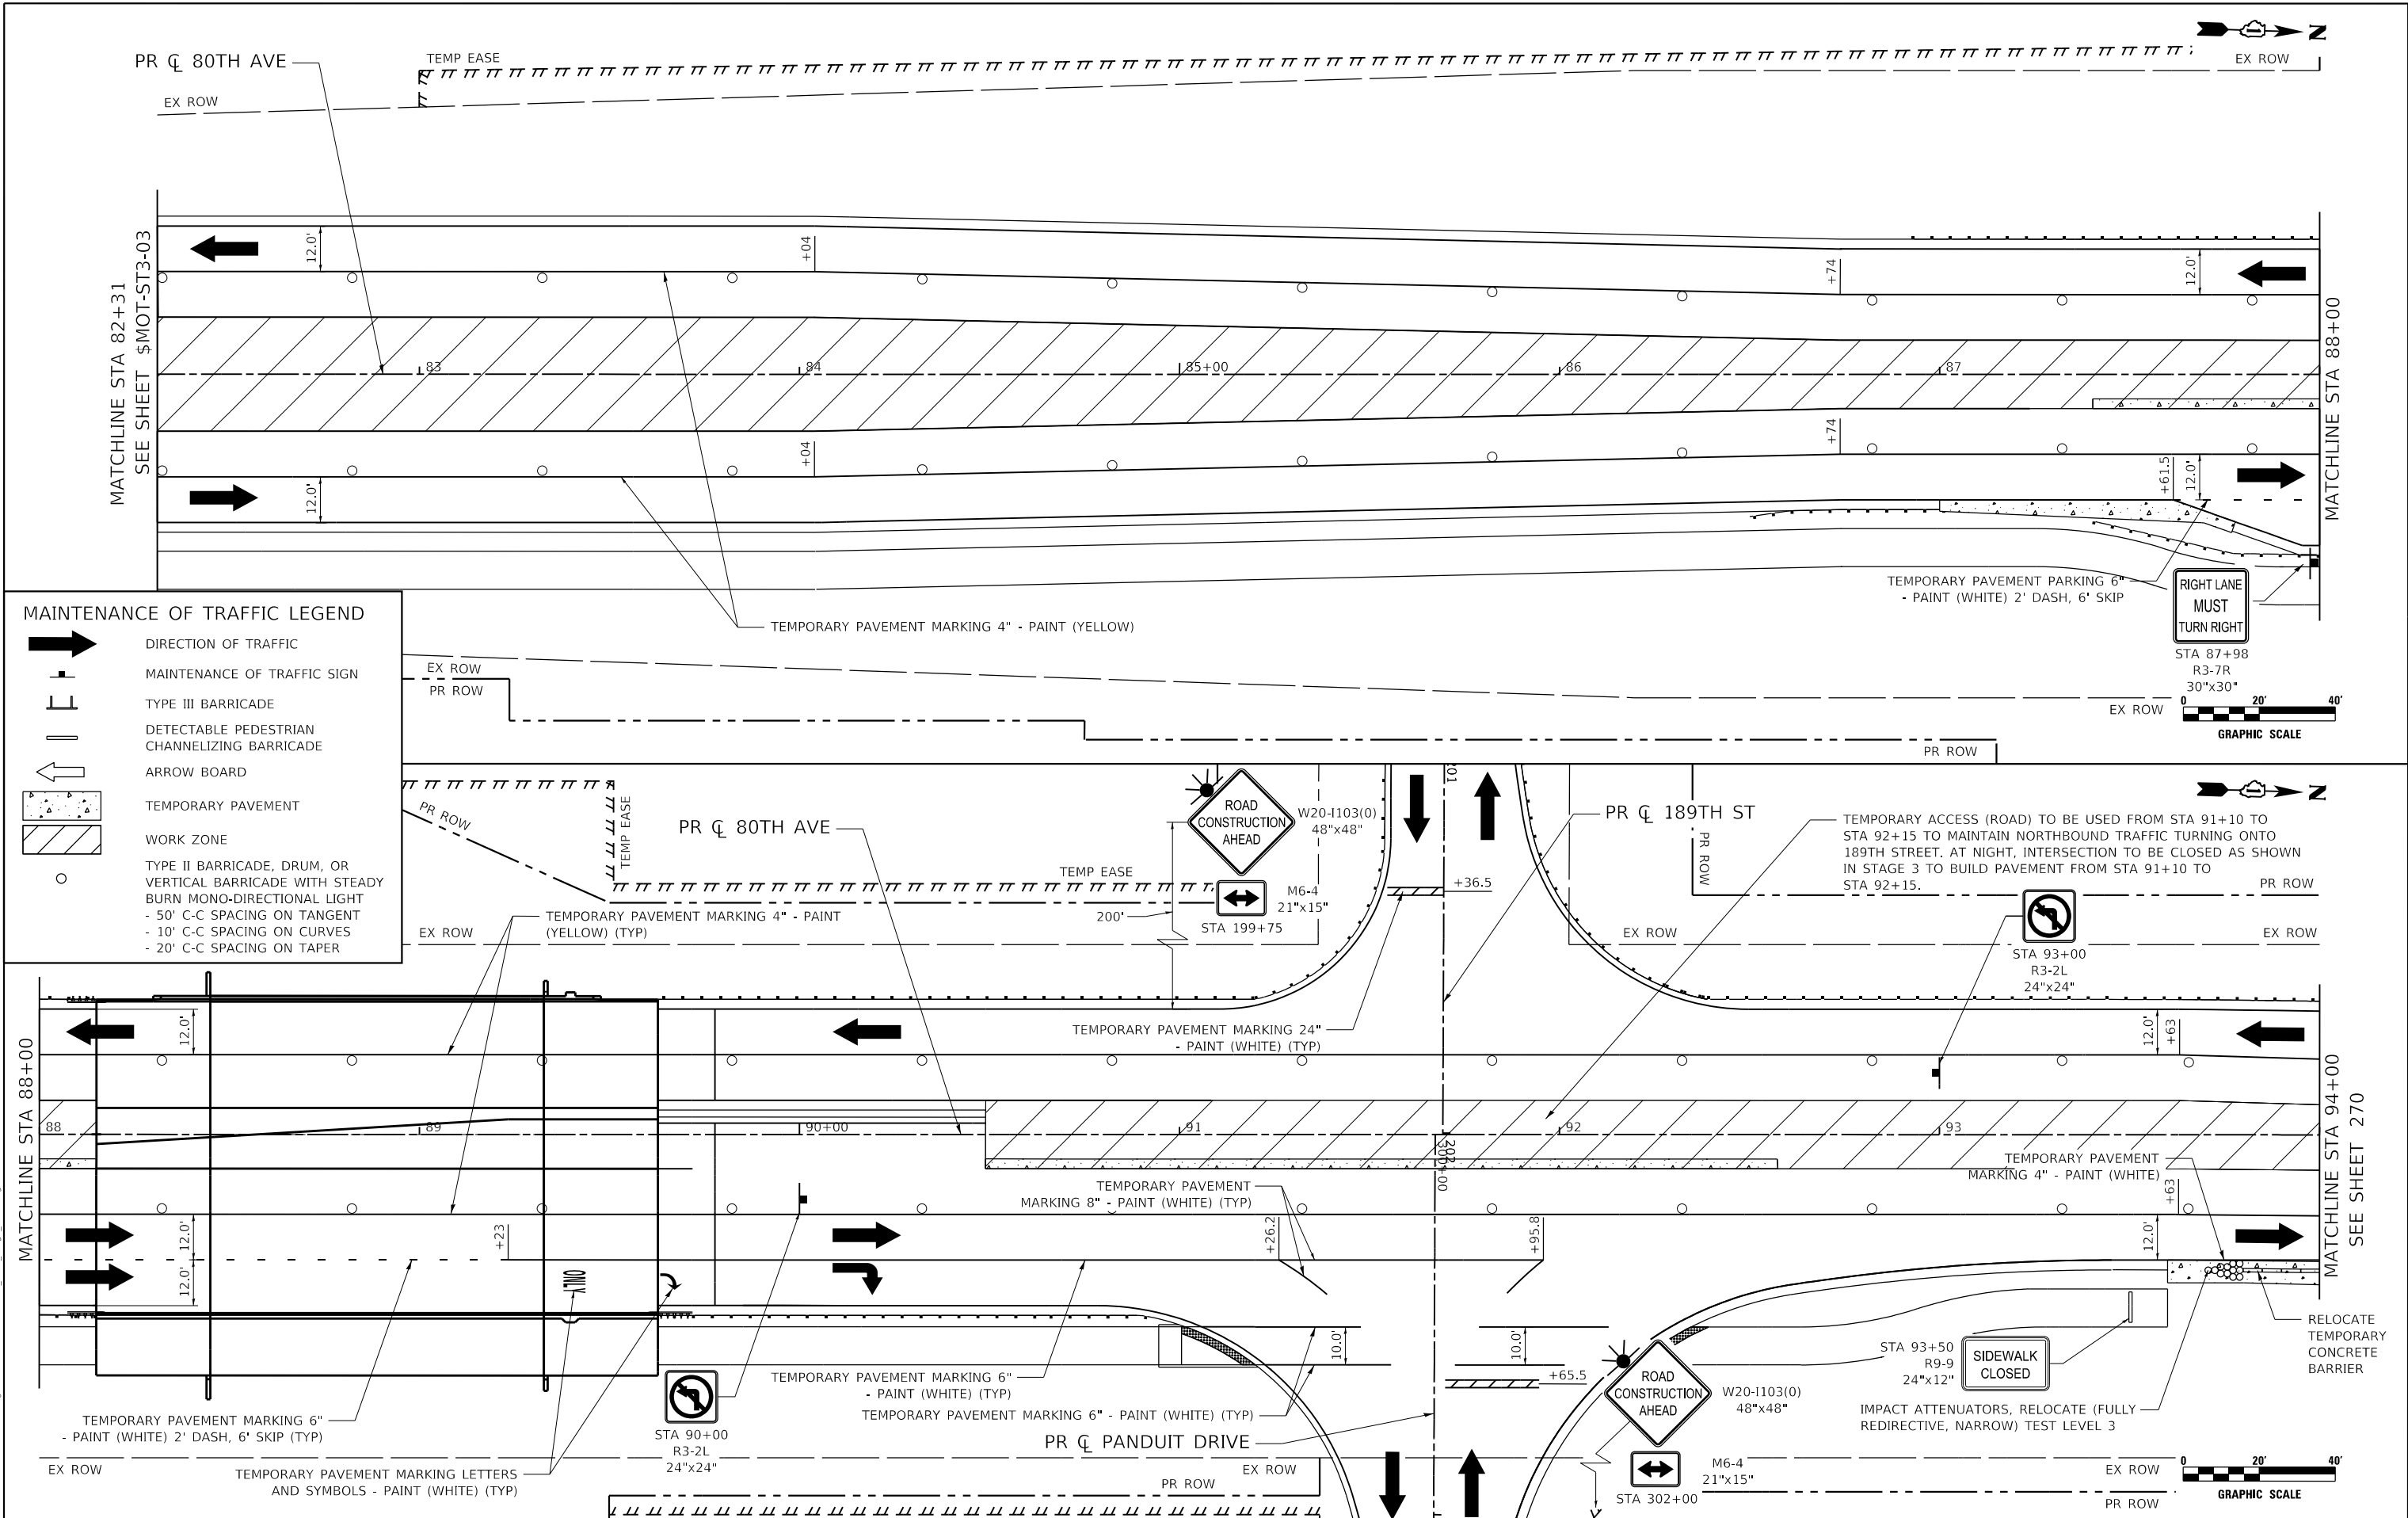 PR ℄ 80TH AVE
TEMP EASE
EX ROW
N
EX ROW
MATCHLINE STA 82+31
SEE SHEET $MOT-ST3-03
12.0'
+04
+74
12.0'
83
84
85+00
86
87
12.0'
+04
+74
+61.5
12.0'
MATCHLINE STA 88+00
TEMPORARY PAVEMENT PARKING 6"
- PAINT (WHITE) 2' DASH, 6' SKIP
RIGHT LANE
MUST
TURN RIGHT
STA 87+98
R3-7R
30"x30"
TEMPORARY PAVEMENT MARKING 4" - PAINT (YELLOW)
EX ROW
PR ROW
EX ROW
0 20' 40'
GRAPHIC SCALE
PR ROW
MAINTENANCE OF TRAFFIC LEGEND
DIRECTION OF TRAFFIC
MAINTENANCE OF TRAFFIC SIGN
TYPE III BARRICADE
DETECTABLE PEDESTRIAN
CHANNELIZING BARRICADE
ARROW BOARD
TEMPORARY PAVEMENT
WORK ZONE
TYPE II BARRICADE, DRUM, OR
VERTICAL BARRICADE WITH STEADY
BURN MONO-DIRECTIONAL LIGHT
- 50' C-C SPACING ON TANGENT
- 10' C-C SPACING ON CURVES
- 20' C-C SPACING ON TAPER
PR ROW
TEMP EASE
PR ℄ 80TH AVE
TEMP EASE
ROAD
CONSTRUCTION
AHEAD
W20-I103(0)
48"x48"
M6-4
21"x15"
STA 199+75
200'
201
+36.5
PR ℄ 189TH ST
PR ROW
TEMPORARY ACCESS (ROAD) TO BE USED FROM STA 91+10 TO
STA 92+15 TO MAINTAIN NORTHBOUND TRAFFIC TURNING ONTO
189TH STREET. AT NIGHT, INTERSECTION TO BE CLOSED AS SHOWN
IN STAGE 3 TO BUILD PAVEMENT FROM STA 91+10 TO
STA 92+15.
N
PR ROW
EX ROW
EX ROW
STA 93+00
R3-2L
24"x24"
EX ROW
TEMPORARY PAVEMENT MARKING 4" - PAINT
(YELLOW) (TYP)
TEMPORARY PAVEMENT MARKING 24"
- PAINT (WHITE) (TYP)
MATCHLINE STA 88+00
12.0'
12.0'
+63
88
89
90+00
91
92
93
202
300+00
TEMPORARY PAVEMENT
MARKING 8" - PAINT (WHITE) (TYP)
TEMPORARY PAVEMENT
MARKING 4" - PAINT (WHITE)
MATCHLINE STA 94+00
SEE SHEET 270
12.0'
12.0'
+23
ONLY
+26.2
+95.8
12.0'
+63
10.0'
10.0'
+65.5
TEMPORARY PAVEMENT MARKING 6"
- PAINT (WHITE) (TYP)
TEMPORARY PAVEMENT MARKING 6" - PAINT (WHITE) (TYP)
PR ℄ PANDUIT DRIVE
STA 90+00
R3-2L
24"x24"
TEMPORARY PAVEMENT MARKING 6"
- PAINT (WHITE) 2' DASH, 6' SKIP (TYP)
TEMPORARY PAVEMENT MARKING LETTERS
AND SYMBOLS - PAINT (WHITE) (TYP)
EX ROW
EX ROW
PR ROW
ROAD
CONSTRUCTION
AHEAD
W20-I103(0)
48"x48"
M6-4
21"x15"
STA 302+00
STA 93+50
R9-9
24"x12"
SIDEWALK
CLOSED
IMPACT ATTENUATORS, RELOCATE (FULLY
REDIRECTIVE, NARROW) TEST LEVEL 3
RELOCATE
TEMPORARY
CONCRETE
BARRIER
EX ROW
PR ROW
0 20' 40'
GRAPHIC SCALE